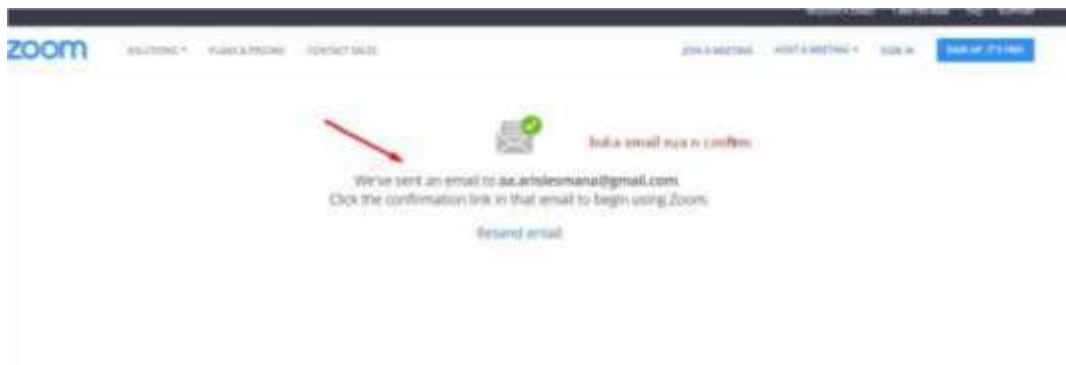 zoom
SOLUTIONS
PLANS & PRICING
CONTACT SALES
JOIN A MEETING
HOST A MEETING
SIGN IN
SIGN UP, IT'S FREE
buka email nya n confirm
We've sent an email to aa.arislesmana@gmail.com
Click the confirmation link in that email to begin using Zoom.
Resend email